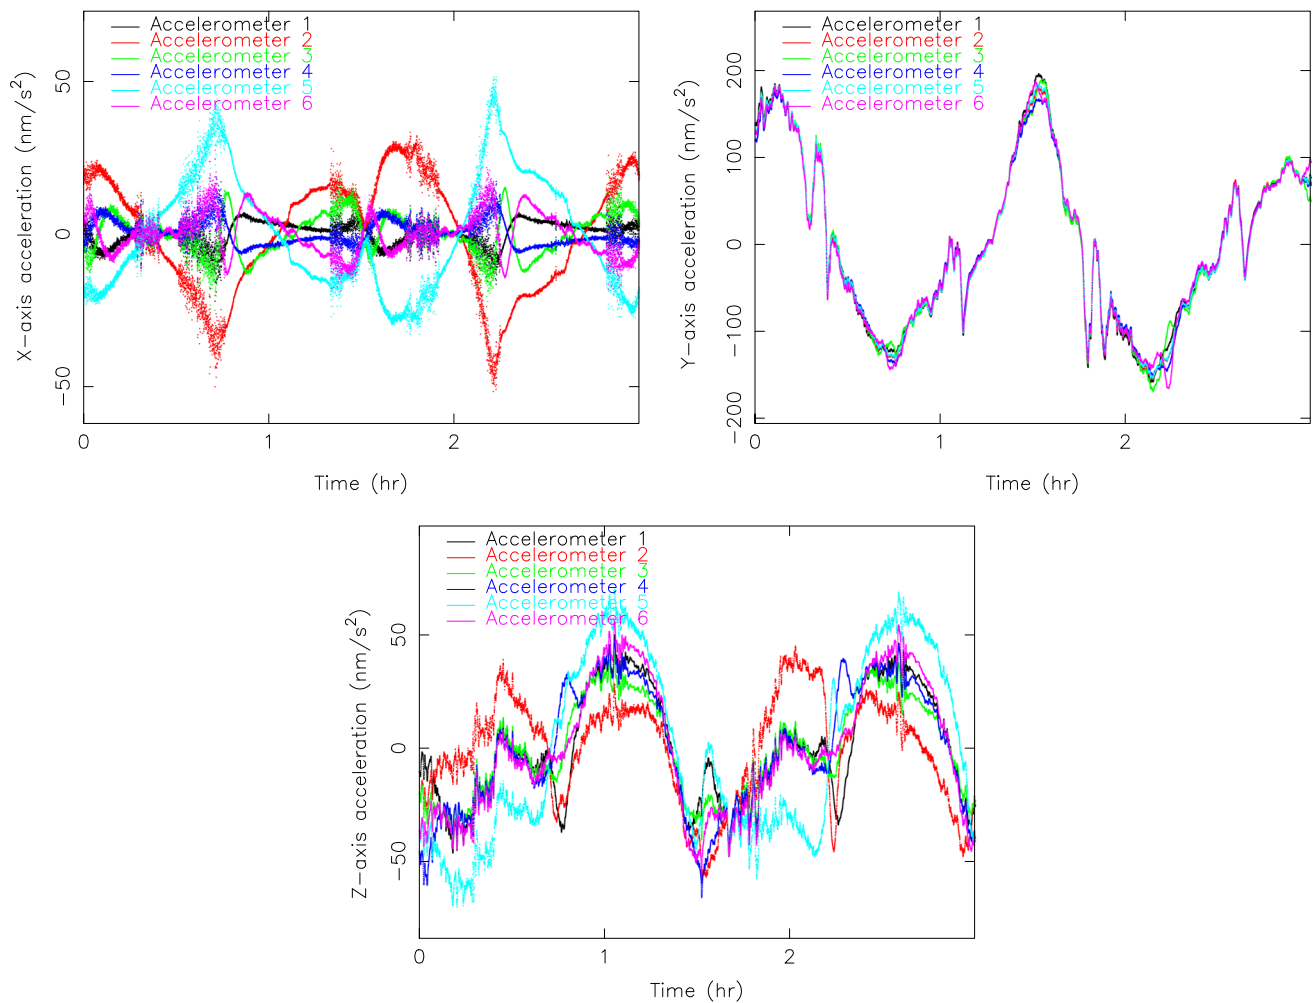 Accelerometer 1
Accelerometer 2
Accelerometer 3
Accelerometer 4
Accelerometer 5
Accelerometer 6
X-axis acceleration (nm/s²)
50
0
-50
0
1
2
Time (hr)
Accelerometer 1
Accelerometer 2
Accelerometer 3
Accelerometer 4
Accelerometer 5
Accelerometer 6
Y-axis acceleration (nm/s²)
200
100
0
-100
-200
0
1
2
Time (hr)
Accelerometer 1
Accelerometer 2
Accelerometer 3
Accelerometer 4
Accelerometer 5
Accelerometer 6
Z-axis acceleration (nm/s²)
50
0
-50
0
1
2
Time (hr)